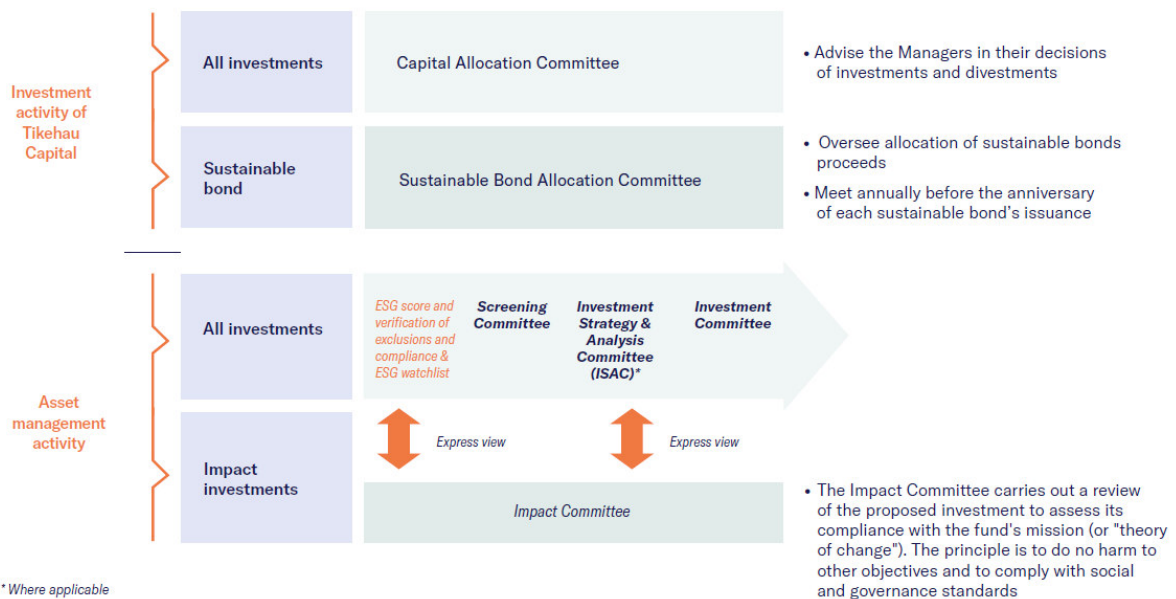 Investment
activity of
Tikehau
Capital
All investments
Capital Allocation Committee
• Advise the Managers in their decisions
of investments and divestments
Sustainable
bond
Sustainable Bond Allocation Committee
• Oversee allocation of sustainable bonds
proceeds
• Meet annually before the anniversary
of each sustainable bond's issuance
Asset
management
activity
All investments
ESG score and
verification of
exclusions and
compliance &
ESG watchlist
Screening
Committee
Investment
Strategy &
Analysis
Committee
(ISAC)*
Investment
Committee
Impact
investments
Express view
Express view
Impact Committee
• The Impact Committee carries out a review
of the proposed investment to assess its
compliance with the fund's mission (or "theory
of change"). The principle is to do no harm to
other objectives and to comply with social
and governance standards
* Where applicable